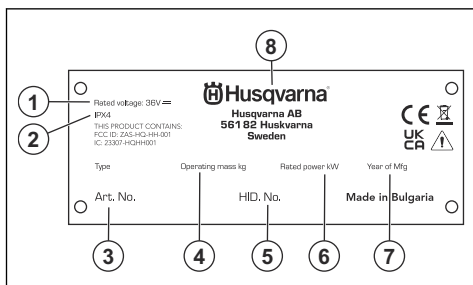 8
Husqvarna
Husqvarna AB
561 82 Huskvarna
Sweden
1
Rated voltage: 36V
2
IPX4
THIS PRODUCT CONTAINS:
FCC ID: ZAS-HQ-HH-001
IC: 23307-HQHH001
CE
UK
CA
Type
Operating mass kg
Rated power kW
Year of Mfg
Art. No.
HID. No.
Made in Bulgaria
3
4
5
6
7